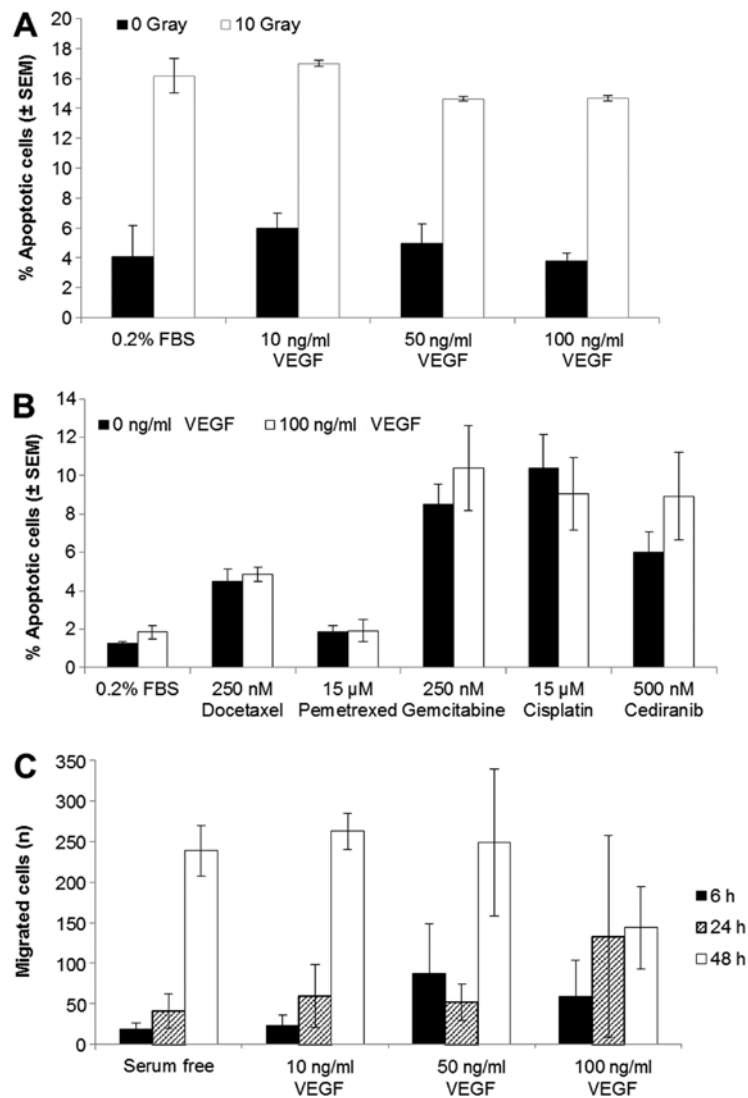 A
■ 0 Gray □ 10 Gray
% Apoptotic cells (± SEM)
20
18
16
14
12
10
8
6
4
2
0
0.2% FBS 10 ng/ml VEGF 50 ng/ml VEGF 100 ng/ml VEGF
B
■ 0 ng/ml VEGF □ 100 ng/ml VEGF
% Apoptotic cells (± SEM)
14
12
10
8
6
4
2
0
0.2% FBS 250 nM Docetaxel 15 µM Pemetrexed 250 nM Gemcitabine 15 µM Cisplatin 500 nM Cediranib
C
Migrated cells (n)
350
300
250
200
150
100
50
0
Serum free 10 ng/ml VEGF 50 ng/ml VEGF 100 ng/ml VEGF
6 h
24 h
48 h